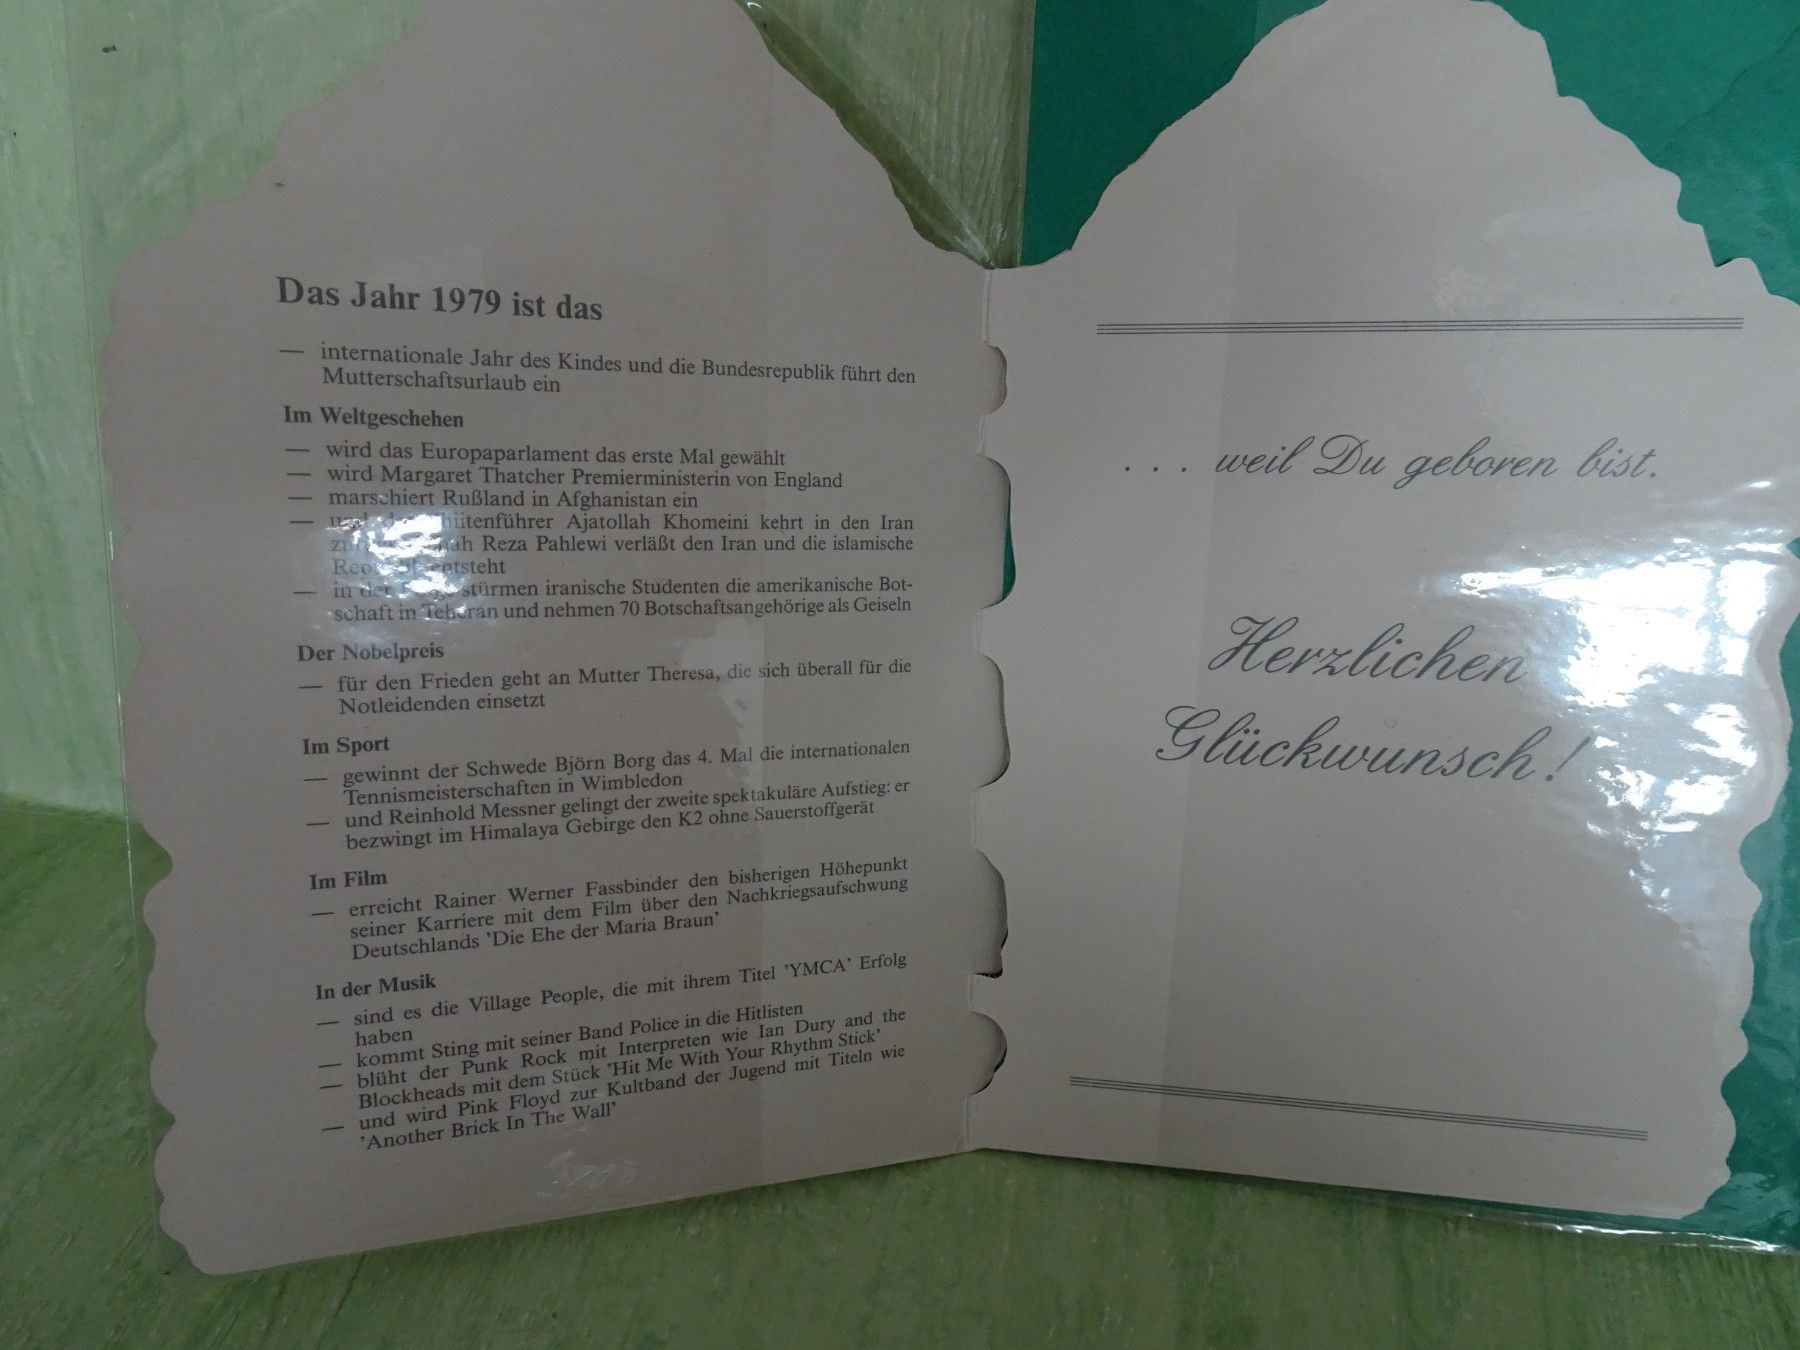 Das Jahr 1979 ist das
— internationale Jahr des Kindes und die Bundesrepublik führt den
Mutterschaftsurlaub ein
Im Weltgeschehen
— wird das Europaparlament das erste Mal gewählt
— wird Margaret Thatcher Premierministerin von England
— marschiert Rußland in Afghanistan ein
— und der Schiitenführer Ajatollah Khomeini kehrt in den Iran
Reza Pahlewi verläßt den Iran und die islamische
Republik entsteht
— in der Folge stürmen iranische Studenten die amerikanische Bot-
schaft in Teheran und nehmen 70 Botschaftsangehörige als Geiseln
Der Nobelpreis
— für den Frieden geht an Mutter Theresa, die sich überall für die
Notleidenden einsetzt
Im Sport
— gewinnt der Schwede Björn Borg das 4. Mal die internationalen
Tennismeisterschaften in Wimbledon
— und Reinhold Messner gelingt der zweite spektakuläre Aufstieg: er
bezwingt im Himalaya Gebirge den K2 ohne Sauerstoffgerät
Im Film
— erreicht Rainer Werner Fassbinder den bisherigen Höhepunkt
seiner Karriere mit dem Film über den Nachkriegsaufschwung
Deutschlands 'Die Ehe der Maria Braun'
In der Musik
— sind es die Village People, die mit ihrem Titel 'YMCA' Erfolg
haben
— kommt Sting mit seiner Band Police in die Hitlisten
— blüht der Punk Rock mit Interpreten wie Ian Dury and the
Blockheads mit dem Stück 'Hit Me With Your Rhythm Stick'
— und wird Pink Floyd zur Kultband der Jugend mit Titeln wie
'Another Brick In The Wall'
. . . weil Du geboren bist.
Herzlichen
Glückwunsch!